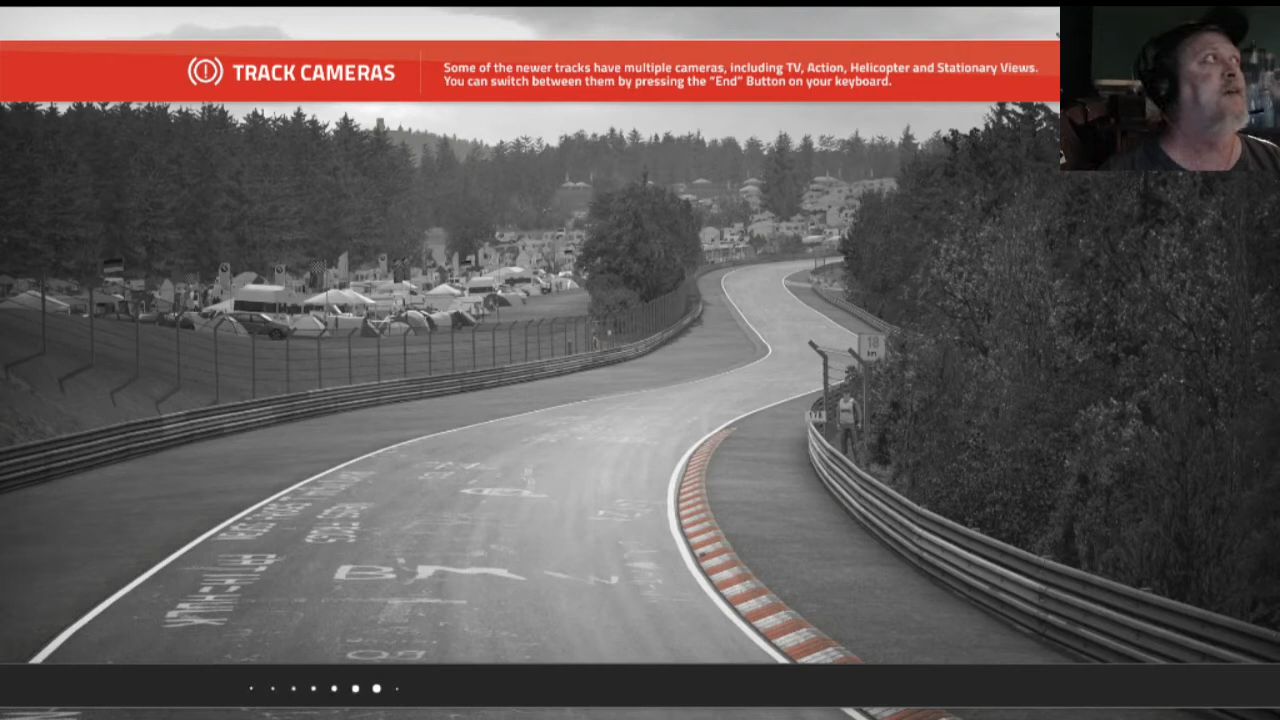 TRACK CAMERAS
Some of the newer tracks have multiple cameras, including TV, Action, Helicopter and Stationary Views.
You can switch between them by pressing the "End" Button on your keyboard.
18
km